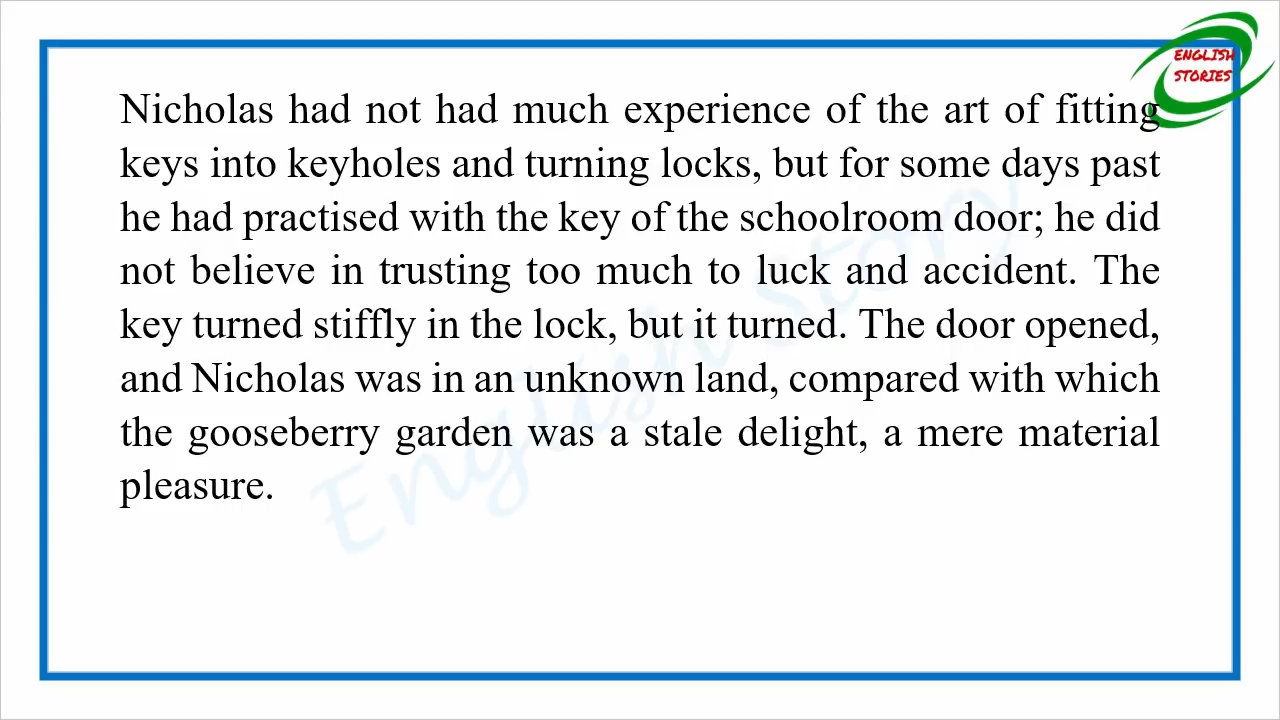 ENGLISH
STORIES
Nicholas had not had much experience of the art of fitting
keys into keyholes and turning locks, but for some days past
he had practised with the key of the schoolroom door; he did
not believe in trusting too much to luck and accident. The
key turned stiffly in the lock, but it turned. The door opened,
and Nicholas was in an unknown land, compared with which
the gooseberry garden was a stale delight, a mere material
pleasure.
English Story